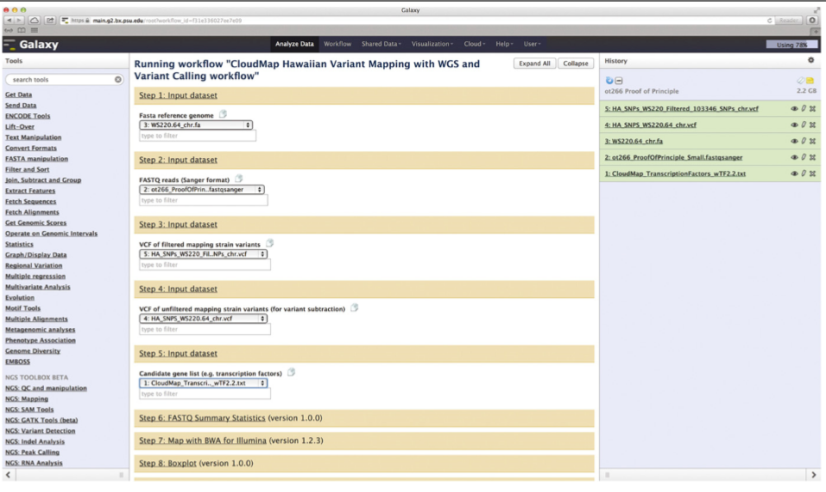 Galaxy
https main.g2.bx.psu.edu/root?workflow_id=f31e536027ae7e59
Reader
Galaxy
Analyze Data Workflow Shared Data Visualization Cloud Help User
Using 78%
Tools
search tools
Get Data
Send Data
ENCODE Tools
Lift-Over
Text Manipulation
Convert Formats
FASTA manipulation
Filter and Sort
Join, Subtract and Group
Extract Features
Fetch Sequences
Fetch Alignments
Get Genomic Scores
Operate on Genomic Intervals
Statistics
Graph/Display Data
Regional Variation
Multiple regression
Multivariate Analysis
Evolution
Motif Tools
Multiple Alignments
Metagenomic analyses
Phenotype Association
Genome Diversity
EMBOSS
NGS TOOLBOX BETA
NGS: QC and manipulation
NGS: Mapping
NGS: SAM Tools
NGS: GATK Tools (beta)
NGS: Variant Detection
NGS: Indel Analysis
NGS: Peak Calling
NGS: RNA Analysis
Running workflow "CloudMap Hawaiian Variant Mapping with WGS and
Variant Calling workflow"
Expand All Collapse
Step 1: Input dataset
Fasta reference genome
3: WS220.64_chr.fa
type to filter
Step 2: Input dataset
FASTQ reads (Sanger format)
2: ot266_ProofOfPrin..fastqsanger
type to filter
Step 3: Input dataset
VCF of filtered mapping strain variants
5: HA_SNPs_WS220_Fil..NPs_chr.vcf
type to filter
Step 4: Input dataset
VCF of unfiltered mapping strain variants (for variant subtraction)
4: HA_SNPS_WS220.64_chr.vcf
type to filter
Step 5: Input dataset
Candidate gene list (e.g. transcription factors)
1: CloudMap_Transcri.._wTF2.2.txt
type to filter
Step 6: FASTQ Summary Statistics (version 1.0.0)
Step 7: Map with BWA for Illumina (version 1.2.3)
Step 8: Boxplot (version 1.0.0)
History
ot266 Proof of Principle
2.2 GB
5: HA_SNPs_WS220_Filtered_103346_SNPs_chr.vcf
4: HA_SNPS_WS220.64_chr.vcf
3: WS220.64_chr.fa
2: ot266_ProofOfPrinciple_Small.fastqsanger
1: CloudMap_TranscriptionFactors_wTF2.2.txt